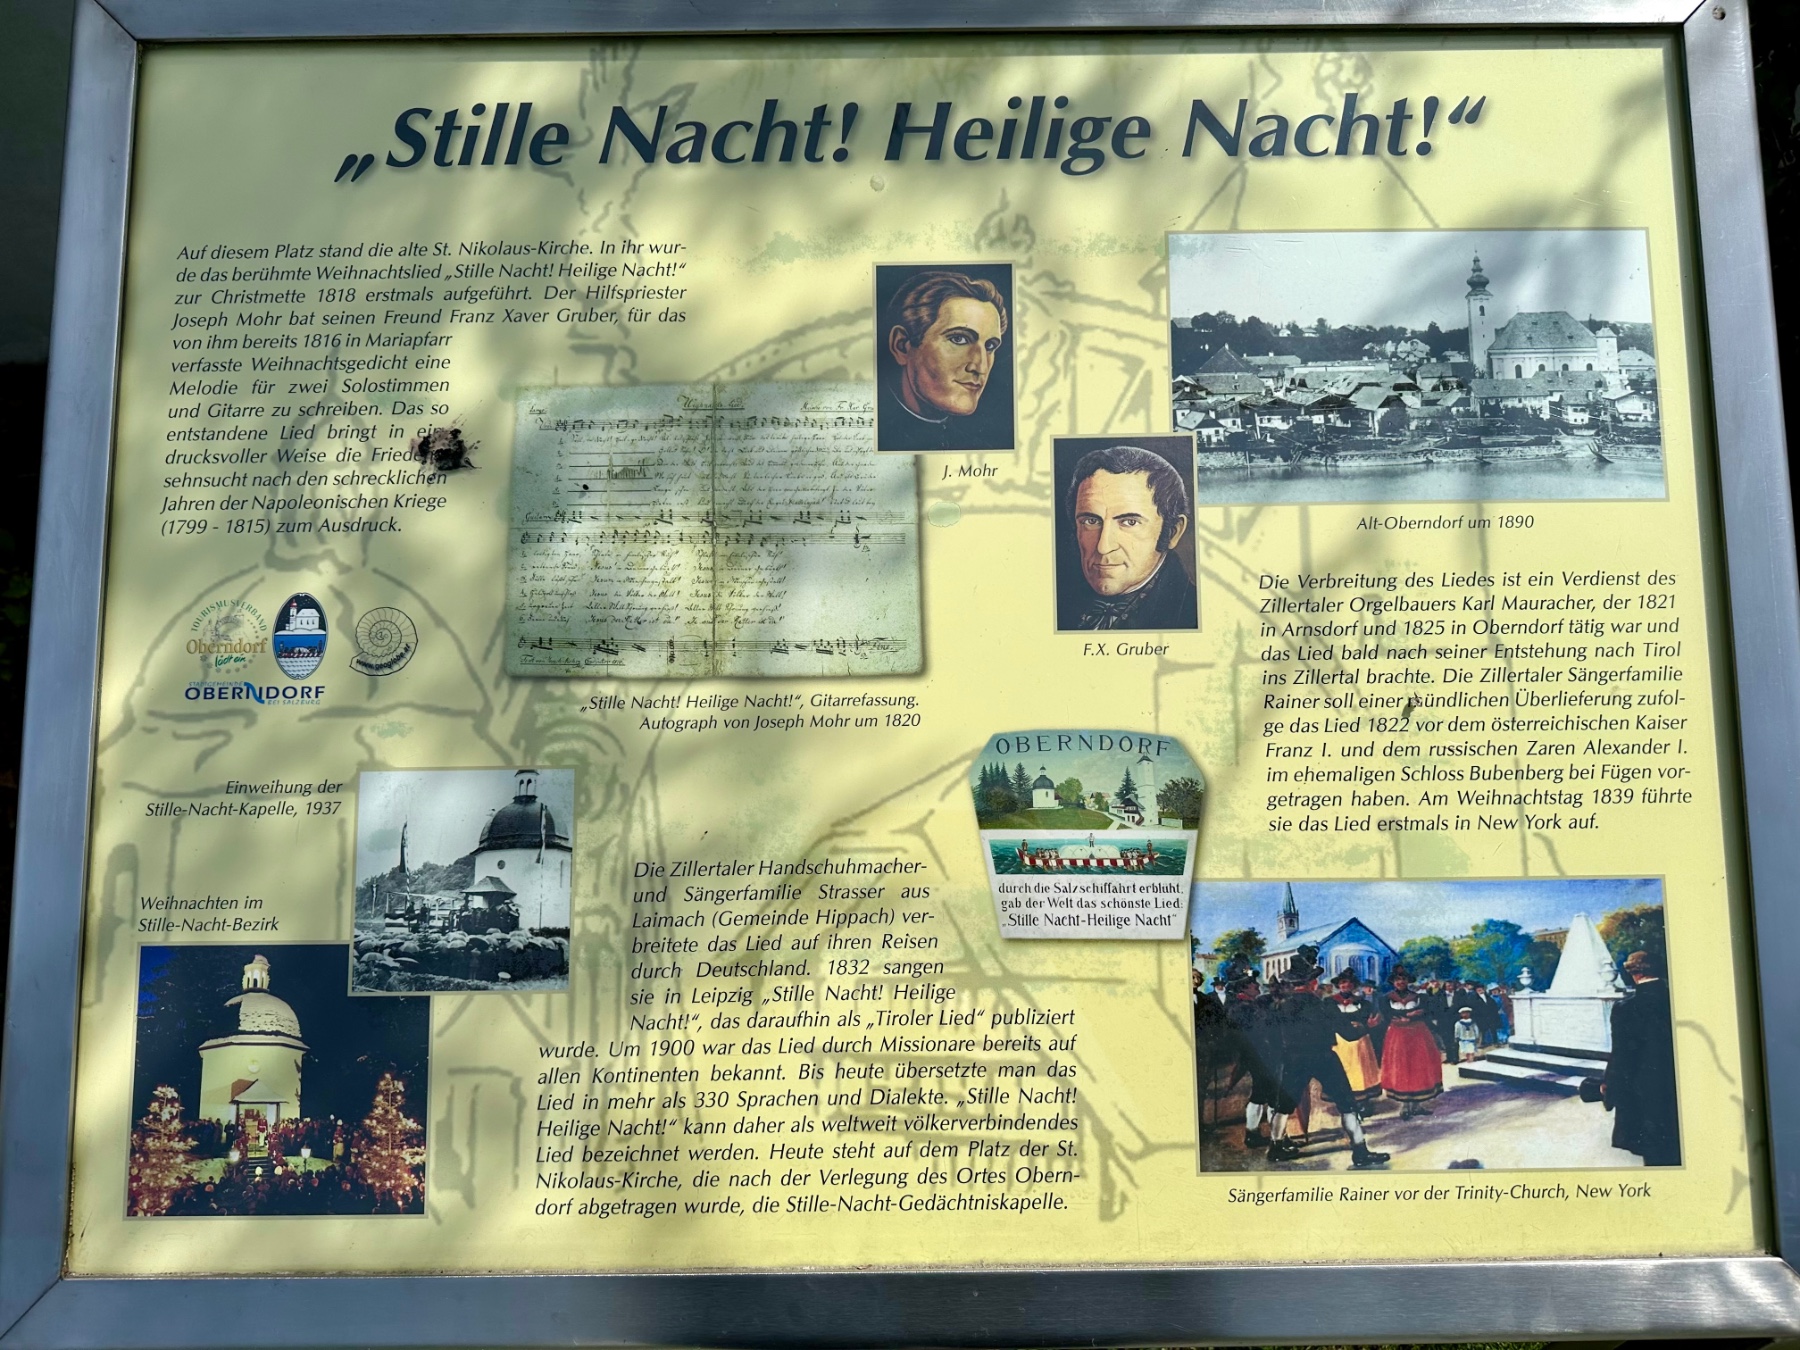 „Stille Nacht! Heilige Nacht!“
Auf diesem Platz stand die alte St. Nikolaus-Kirche. In ihr wur-
de das berühmte Weihnachtslied „Stille Nacht! Heilige Nacht!“
zur Christmette 1818 erstmals aufgeführt. Der Hilfspriester
Joseph Mohr bat seinen Freund Franz Xaver Gruber, für das
von ihm bereits 1816 in Mariapfarr
verfasste Weihnachtsgedicht eine
Melodie für zwei Solostimmen
und Gitarre zu schreiben. Das so
entstandene Lied bringt in ein
drucksvoller Weise die Friede
sehnsucht nach den schrecklichen
Jahren der Napoleonischen Kriege
(1799 - 1815) zum Ausdruck.
J. Mohr
F.X. Gruber
Alt-Oberndorf um 1890
TOURISMUSVERBAND
Oberndorf
lädt ein
www.geoglobe.at
STADTGEMEINDE
OBERNDORF
BEI SALZBURG
„Stille Nacht! Heilige Nacht!“, Gitarrefassung.
Autograph von Joseph Mohr um 1820
Die Verbreitung des Liedes ist ein Verdienst des
Zillertaler Orgelbauers Karl Mauracher, der 1821
in Arnsdorf und 1825 in Oberndorf tätig war und
das Lied bald nach seiner Entstehung nach Tirol
ins Zillertal brachte. Die Zillertaler Sängerfamilie
Rainer soll einer mündlichen Überlieferung zufol-
ge das Lied 1822 vor dem österreichischen Kaiser
Franz I. und dem russischen Zaren Alexander I.
im ehemaligen Schloss Bubenberg bei Fügen vor-
getragen haben. Am Weihnachtstag 1839 führte
sie das Lied erstmals in New York auf.
Einweihung der
Stille-Nacht-Kapelle, 1937
Weihnachten im
Stille-Nacht-Bezirk
OBERNDORF
durch die Salzschiffahrt erblüht,
gab der Welt das schönste Lied:
„Stille Nacht-Heilige Nacht“
Die Zillertaler Handschuhmacher-
und Sängerfamilie Strasser aus
Laimach (Gemeinde Hippach) ver-
breitete das Lied auf ihren Reisen
durch Deutschland. 1832 sangen
sie in Leipzig „Stille Nacht! Heilige
Nacht!“, das daraufhin als „Tiroler Lied“ publiziert
wurde. Um 1900 war das Lied durch Missionare bereits auf
allen Kontinenten bekannt. Bis heute übersetzte man das
Lied in mehr als 330 Sprachen und Dialekte. „Stille Nacht!
Heilige Nacht!“ kann daher als weltweit völkerverbindendes
Lied bezeichnet werden. Heute steht auf dem Platz der St.
Nikolaus-Kirche, die nach der Verlegung des Ortes Obern-
dorf abgetragen wurde, die Stille-Nacht-Gedächtniskapelle.
Sängerfamilie Rainer vor der Trinity-Church, New York